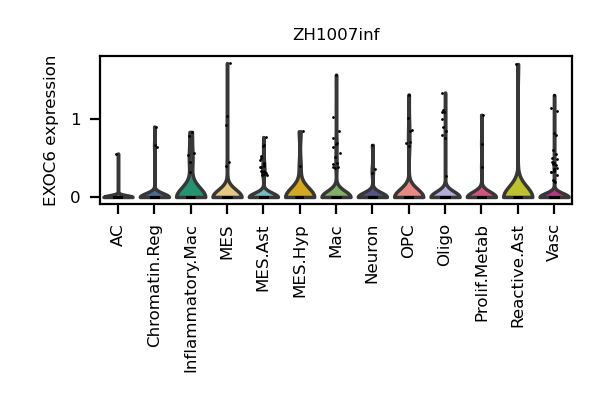 ZH1007inf
EXOC6 expression
1
0
AC
Chromatin.Reg
Inflammatory.Mac
MES
MES.Ast
MES.Hyp
Mac
Neuron
OPC
Oligo
Prolif.Metab
Reactive.Ast
Vasc